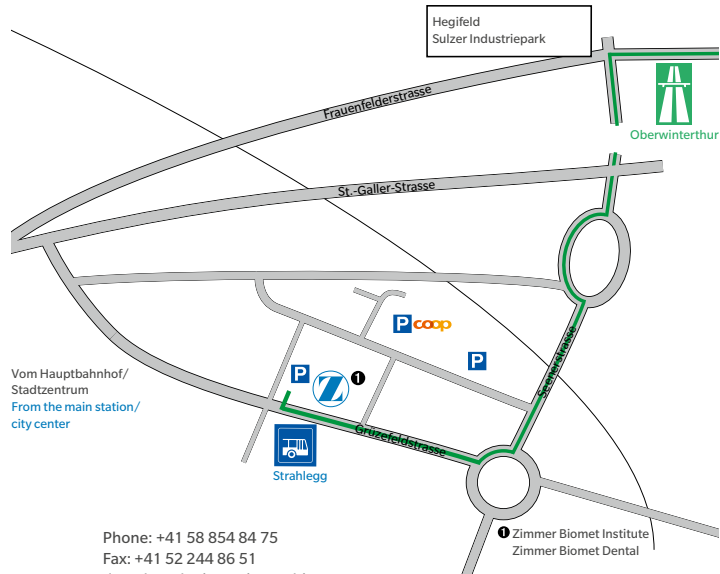 Hegifeld
Sulzer Industriepark
Oberwinterthur
Frauenfelderstrasse
St.-Galler-Strasse
P coop
P
P
Z
❶
Seenerstrasse
Vom Hauptbahnhof/
Stadtzentrum
From the main station/
city center
Grüzefeldstrasse
Strahlegg
❶ Zimmer Biomet Institute
Zimmer Biomet Dental
Phone: +41 58 854 84 75
Fax: +41 52 244 86 51